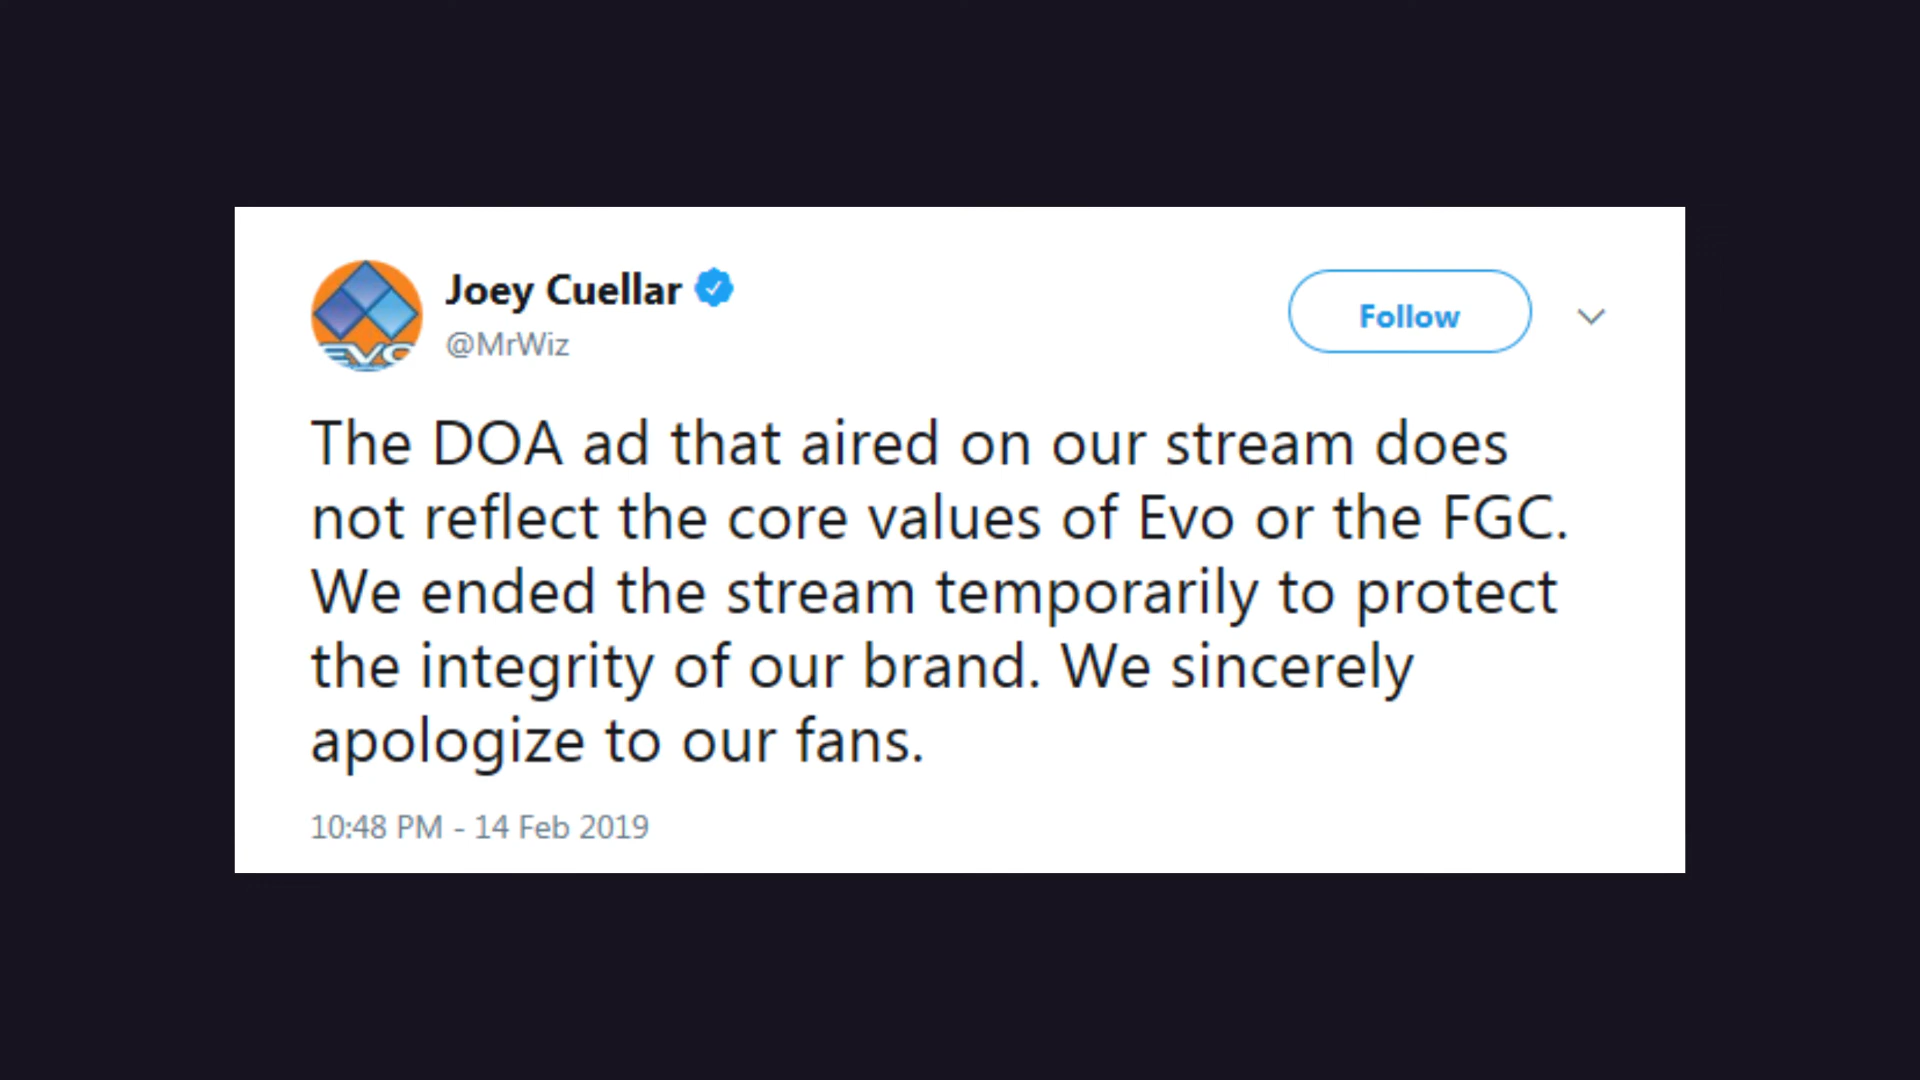 Joey Cuellar
@MrWiz
Follow
The DOA ad that aired on our stream does
not reflect the core values of Evo or the FGC.
We ended the stream temporarily to protect
the integrity of our brand. We sincerely
apologize to our fans.
10:48 PM - 14 Feb 2019
EVO